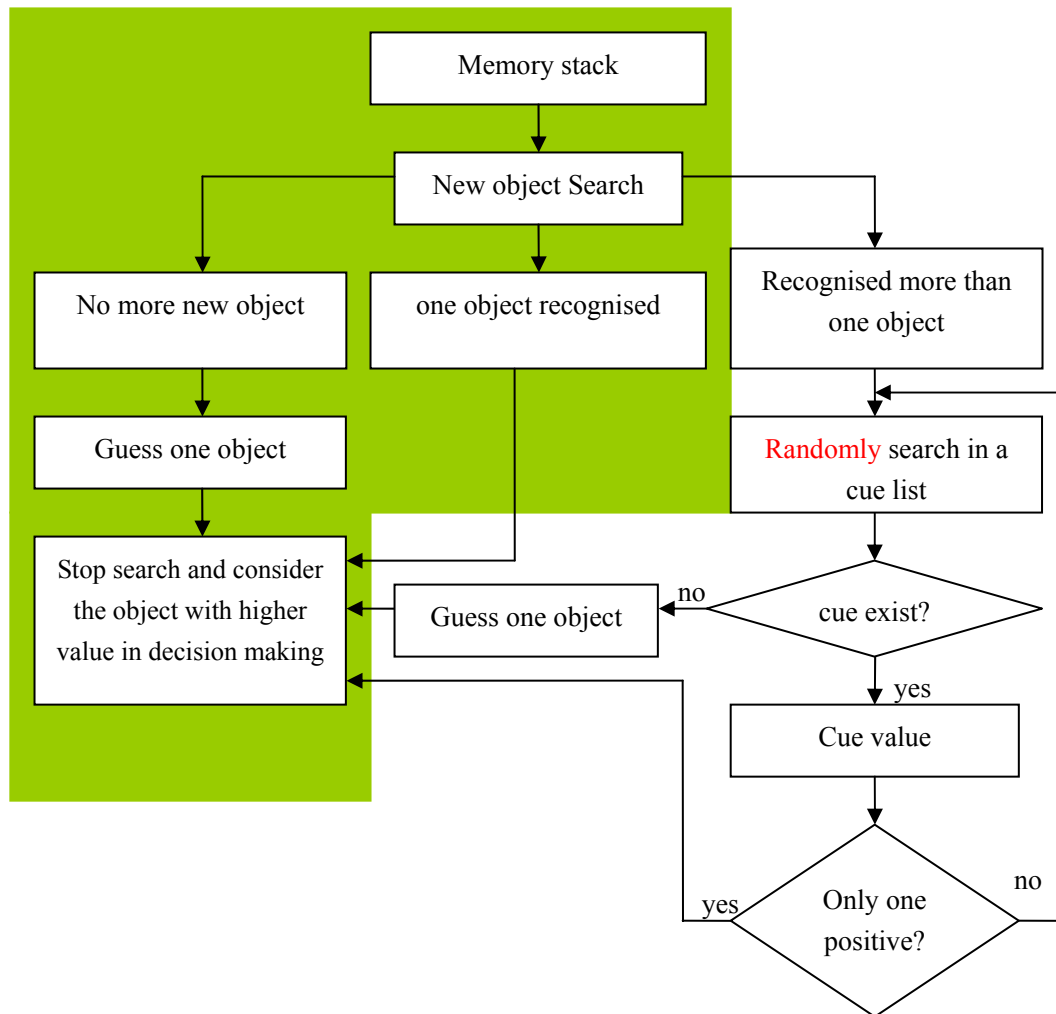 Memory stack
New object Search
No more new object
one object recognised
Recognised more than
one object
Guess one object
Randomly search in a
cue list
Stop search and consider
the object with higher
value in decision making
Guess one object
no
cue exist?
yes
Cue value
yes
Only one
positive?
no